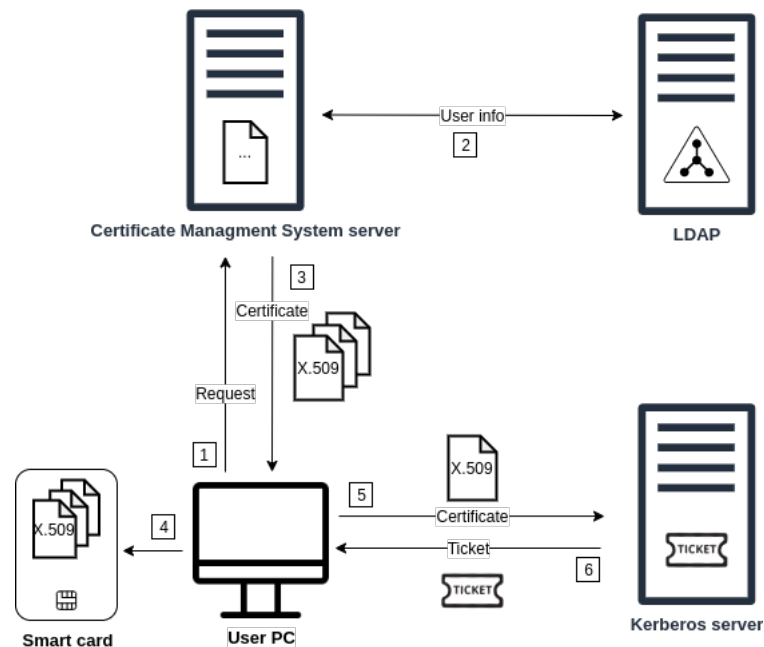 ...
User info
2
Certificate Managment System server
LDAP
3
Certificate
X.509
Request
1
X.509
5
Certificate
X.509
4
Ticket
6
TICKET
TICKET
Smart card
User PC
Kerberos server